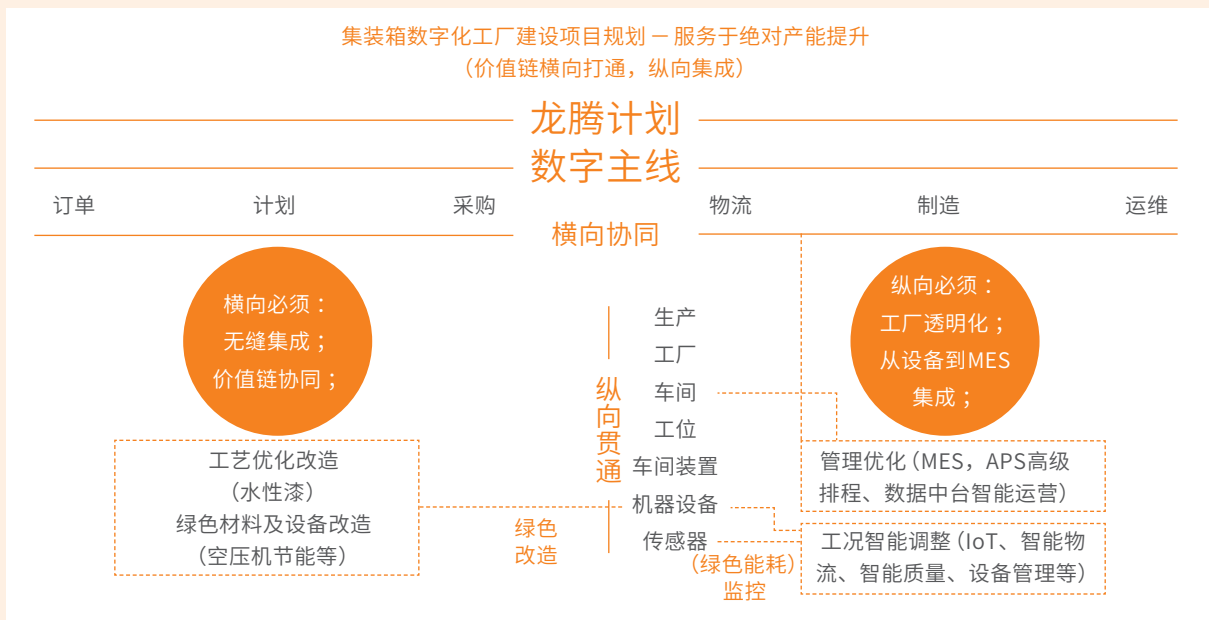 集装箱数字化工厂建设项目规划 — 服务于绝对产能提升
（价值链横向打通，纵向集成）
龙腾计划
数字主线
订单 计划 采购 物流 制造 运维
横向协同
横向必须：
无缝集成；
价值链协同；
纵向必须：
工厂透明化；
从设备到MES
集成；
纵向贯通
生产
工厂
车间
工位
车间装置
机器设备
传感器
工艺优化改造
（水性漆）
绿色材料及设备改造
（空压机节能等）
绿色
改造
（绿色能耗）
监控
管理优化（MES，APS高级
排程、数据中台智能运营）
工况智能调整（IoT、智能物
流、智能质量、设备管理等）